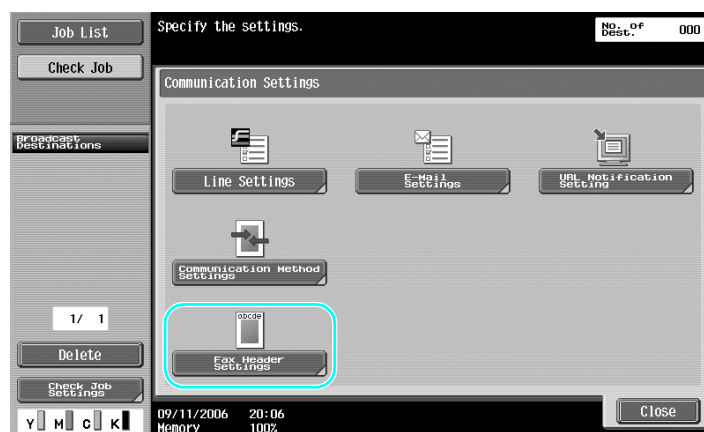 Job List
Check Job
Broadcast
Destinations
1/ 1
Delete
Check Job
Settings
Y M C K
Specify the settings.
No. of
Dest.
000
Communication Settings
Line Settings
E-Mail
Settings
URL Notification
Setting
Communication Method
Settings
abcde
Fax Header
Settings
09/11/2006 20:06
Memory 100%
Close